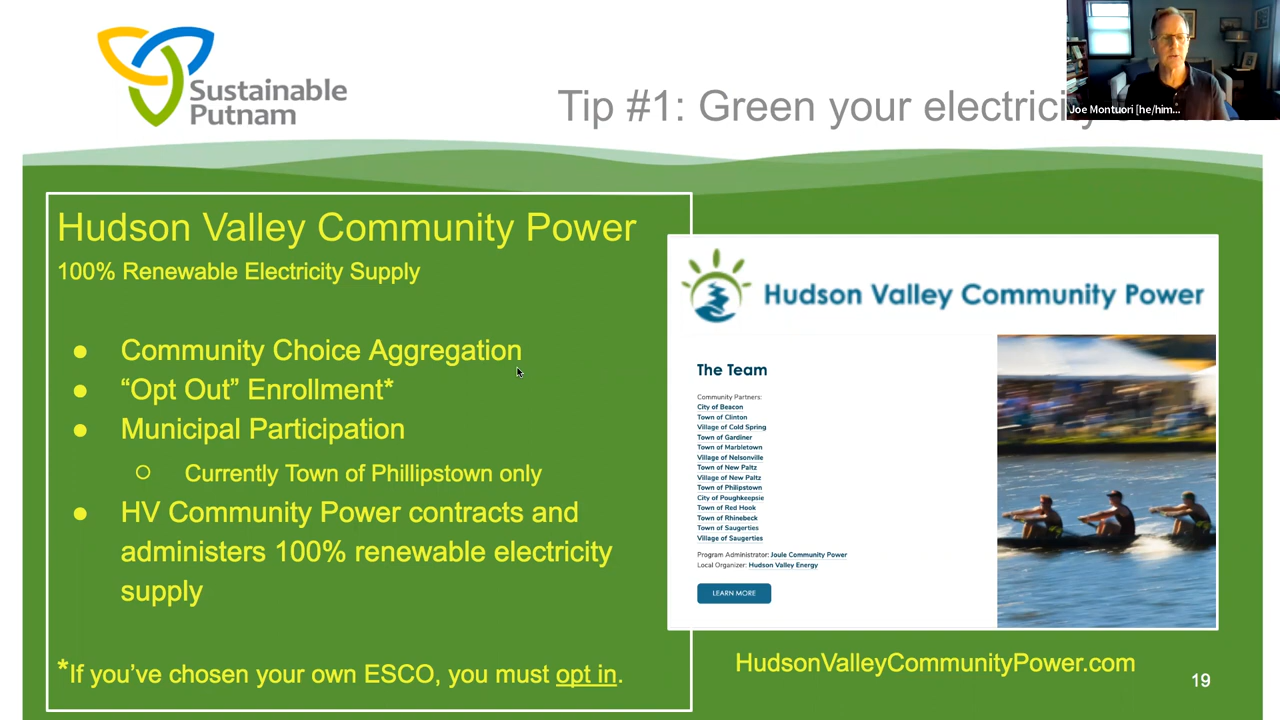 Sustainable
Putnam
Tip #1: Green your electricity
Joe Montuori [he/him...
Hudson Valley Community Power
100% Renewable Electricity Supply
● Community Choice Aggregation
● “Opt Out” Enrollment*
● Municipal Participation
○ Currently Town of Phillipstown only
● HV Community Power contracts and
administers 100% renewable electricity
supply
*If you’ve chosen your own ESCO, you must opt in.
Hudson Valley Community Power
The Team
Community Partners:
City of Beacon
Town of Clinton
Village of Cold Spring
Town of Gardiner
Town of Marbletown
Village of Nelsonville
Town of New Paltz
Village of New Paltz
Town of Philipstown
City of Poughkeepsie
Town of Red Hook
Town of Rhinebeck
Town of Saugerties
Village of Saugerties
Program Administrator: Joule Community Power
Local Organizer: Hudson Valley Energy
LEARN MORE
HudsonValleyCommunityPower.com
19